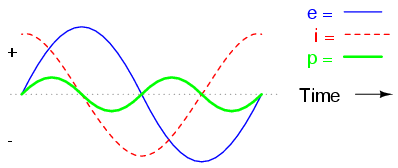 e =
i =
p =
+
Time
-